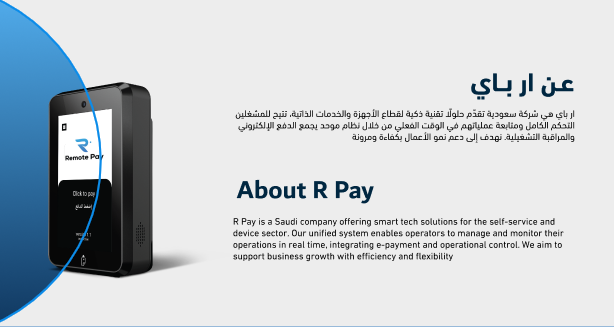 عن ار باي
ار باي هي شركة سعودية تقدّم حلولًا تقنية ذكية لقطاع الأجهزة والخدمات الذاتية، تتيح للمشغلين
التحكم الكامل ومتابعة عملياتهم في الوقت الفعلي من خلال نظام موحد يجمع الدفع الإلكتروني
والمراقبة التشغيلية. نهدف إلى دعم نمو الأعمال بكفاءة ومرونة
R
Remote Pay
Click to pay
إضغط للدفع
About R Pay
R Pay is a Saudi company offering smart tech solutions for the self-service and
device sector. Our unified system enables operators to manage and monitor their
operations in real time, integrating e-payment and operational control. We aim to
support business growth with efficiency and flexibility